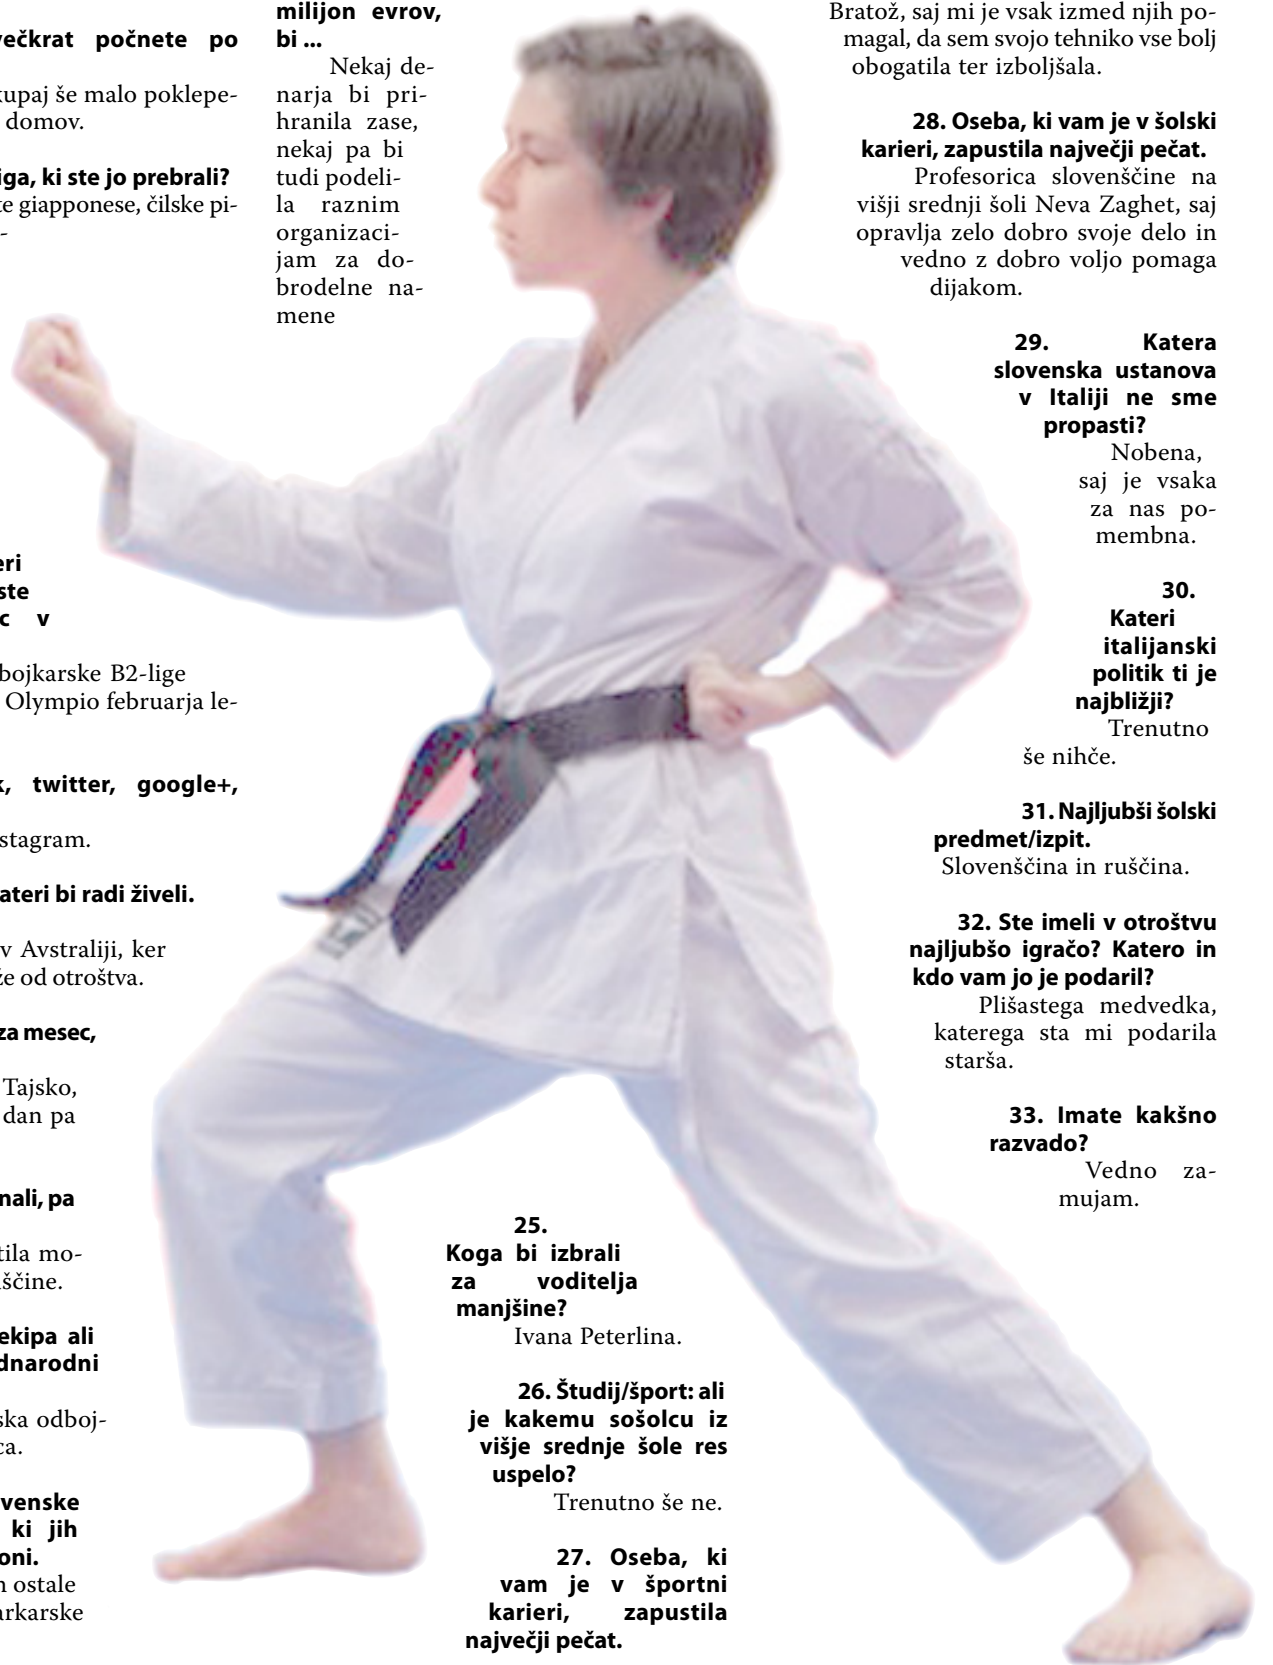 večkrat počnete po
kupaj še malo poklepe-
domov.
iga, ki ste jo prebrali?
te giapponese, čilske pi-
-
eri
ste
c v
bojkarske B2-lige
Olympio februarja le-
k, twitter, google+,
stagram.
ateri bi radi živeli.
v Avstraliji, ker
že od otroštva.
za mesec,
Tajsko,
dan pa
nali, pa
tila mo-
ščine.
ekipa ali
dnarodni
ska odboj-
ca.
venske
ki jih
oni.
n ostale
arkarske
milijon evrov,
bi ...
Nekaj de-
narja bi pri-
hranila zase,
nekaj pa bi
tudi podeli-
la raznim
organizaci-
jam za do-
brodelne na-
mene
25.
Koga bi izbrali
za voditelja
manjšine?
Ivana Peterlina.
26. Študij/šport: ali
je kakemu sošolcu iz
višje srednje šole res
uspelo?
Trenutno še ne.
27. Oseba, ki
vam je v športni
karieri, zapustila
največji pečat.
Bratož, saj mi je vsak izmed njih po-
magal, da sem svojo tehniko vse bolj
obogatila ter izboljšala.
28. Oseba, ki vam je v šolski
karieri, zapustila največji pečat.
Profesorica slovenščine na
višji srednji šoli Neva Zaghet, saj
opravlja zelo dobro svoje delo in
vedno z dobro voljo pomaga
dijakom.
29. Katera
slovenska ustanova
v Italiji ne sme
propasti?
Nobena,
saj je vsaka
za nas po-
membna.
30.
Kateri
italijanski
politik ti je
najbližji?
Trenutno
še nihče.
31. Najljubši šolski
predmet/izpit.
Slovenščina in ruščina.
32. Ste imeli v otroštvu
najljubšo igračo? Katero in
kdo vam jo je podaril?
Plišastega medvedka,
katerega sta mi podarila
starša.
33. Imate kakšno
razvado?
Vedno za-
mujam.